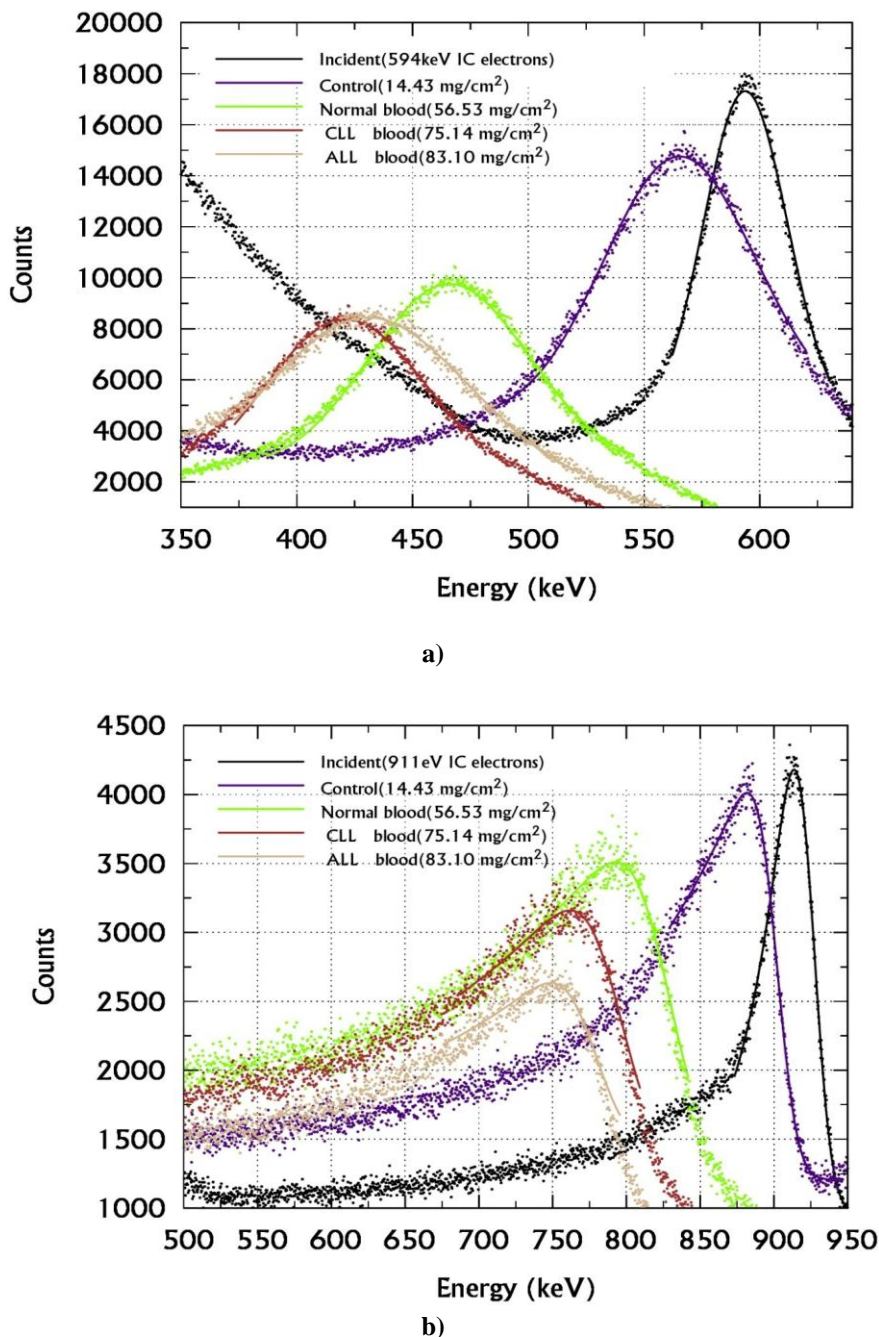 20000
18000
16000
14000
12000
10000
8000
6000
4000
2000
Counts
Incident(594keV IC electrons)
Control(14.43 mg/cm²)
Normal blood(56.53 mg/cm²)
CLL blood(75.14 mg/cm²)
ALL blood(83.10 mg/cm²)
350 400 450 500 550 600
Energy (keV)
a)
4500
4000
3500
3000
2500
2000
1500
1000
Counts
Incident(911eV IC electrons)
Control(14.43 mg/cm²)
Normal blood(56.53 mg/cm²)
CLL blood(75.14 mg/cm²)
ALL blood(83.10 mg/cm²)
500 550 600 650 700 750 800 850 900 950
Energy (keV)
b)